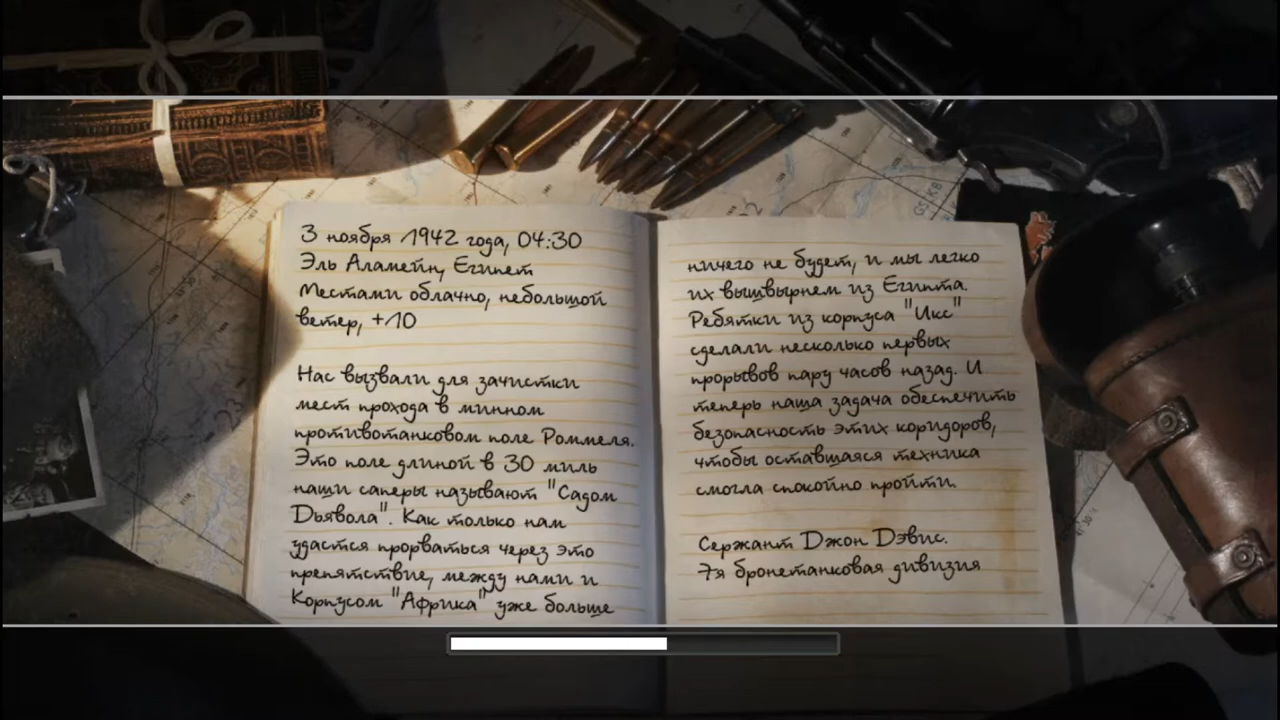 3 ноября 1942 года, 04:30
Эль Аламейн, Египет
Местами облачно, небольшой
ветер, +10
Нас вызвали для зачистки
мест прохода в минном
противотанковом поле Роммеля.
Это поле длиной в 30 миль
наши саперы называют "Садом
Дьявола". Как только нам
удастся прорваться через это
препятствие, между нами и
Корпусом "Африка" уже больше
ничего не будет, и мы легко
их вышвырнем из Египта.
Ребятки из корпуса "Икс"
сделали несколько первых
прорывов пару часов назад. И
теперь наша задача обеспечить
безопасность этих коридоров,
чтобы оставшаяся техника
смогла спокойно пройти.
Сержант Джон Дэвис.
7я бронетанковая дивизия